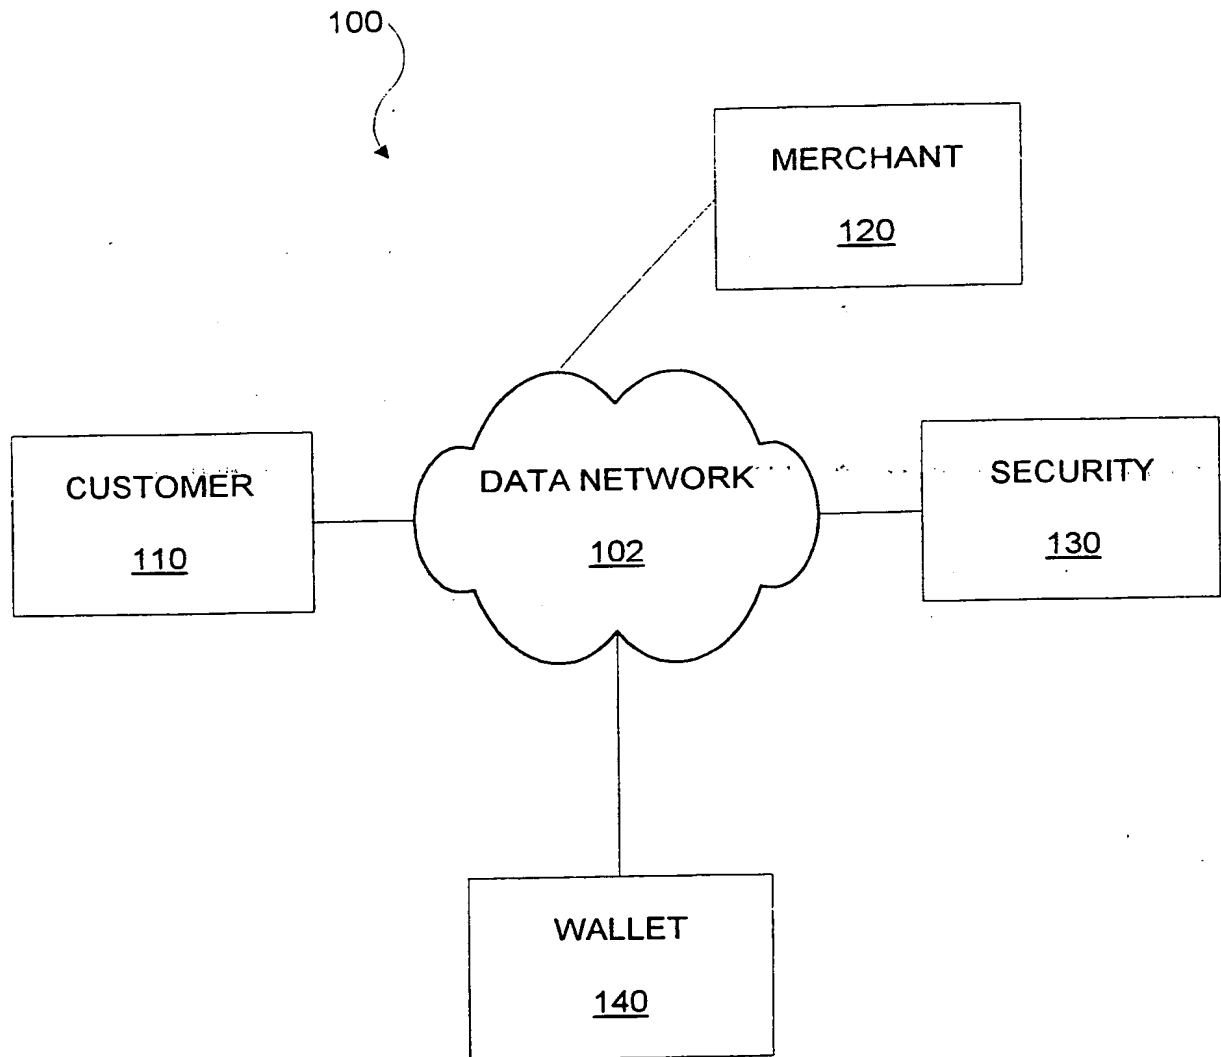 100
MERCHANT
120
CUSTOMER
110
DATA NETWORK
102
SECURITY
130
WALLET
140